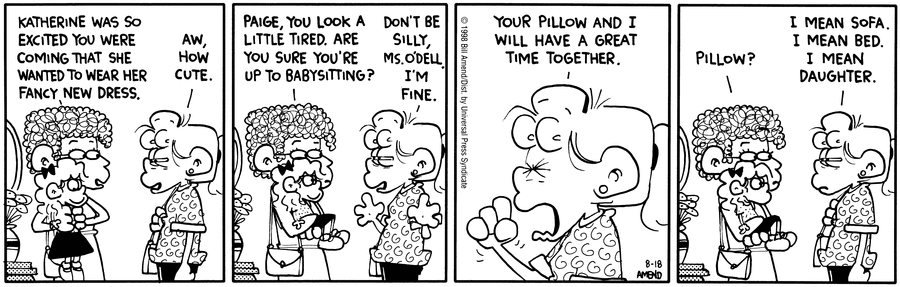 KATHERINE WAS SO
EXCITED YOU WERE
COMING THAT SHE
WANTED TO WEAR HER
FANCY NEW DRESS.
AW,
HOW
CUTE.
PAIGE, YOU LOOK A
LITTLE TIRED. ARE
YOU SURE YOU'RE
UP TO BABYSITTING?
DON'T BE
SILLY,
MS. O'DELL.
I'M
FINE.
© 1998 Bill Amend/Dist. by Universal Press Syndicate
YOUR PILLOW AND I
WILL HAVE A GREAT
TIME TOGETHER.
8-18
AMEND
PILLOW?
I MEAN SOFA.
I MEAN BED.
I MEAN
DAUGHTER.